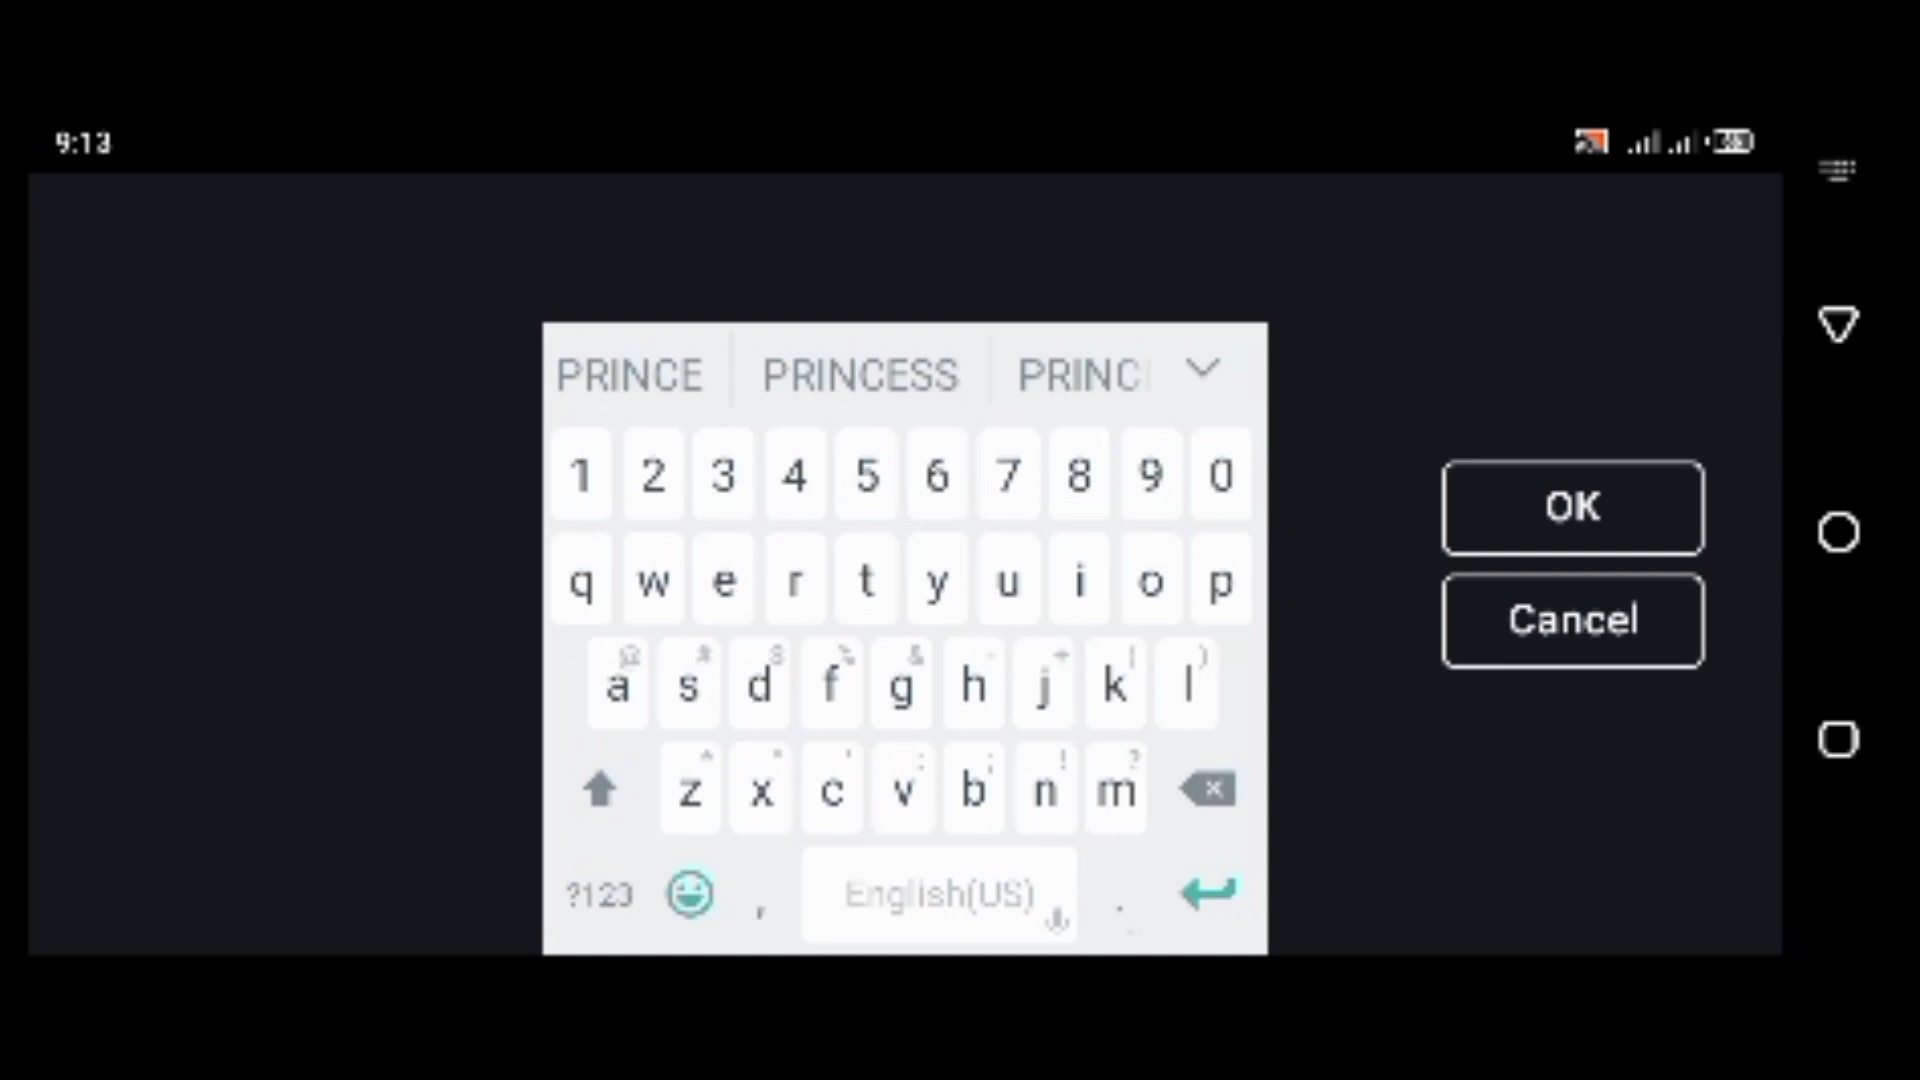 9:13
PRINCE PRINCESS PRINC
1 2 3 4 5 6 7 8 9 0
q w e r t y u i o p
OK
a s d f g h j k l
Cancel
z x c v b n m
?123 , English(US) .